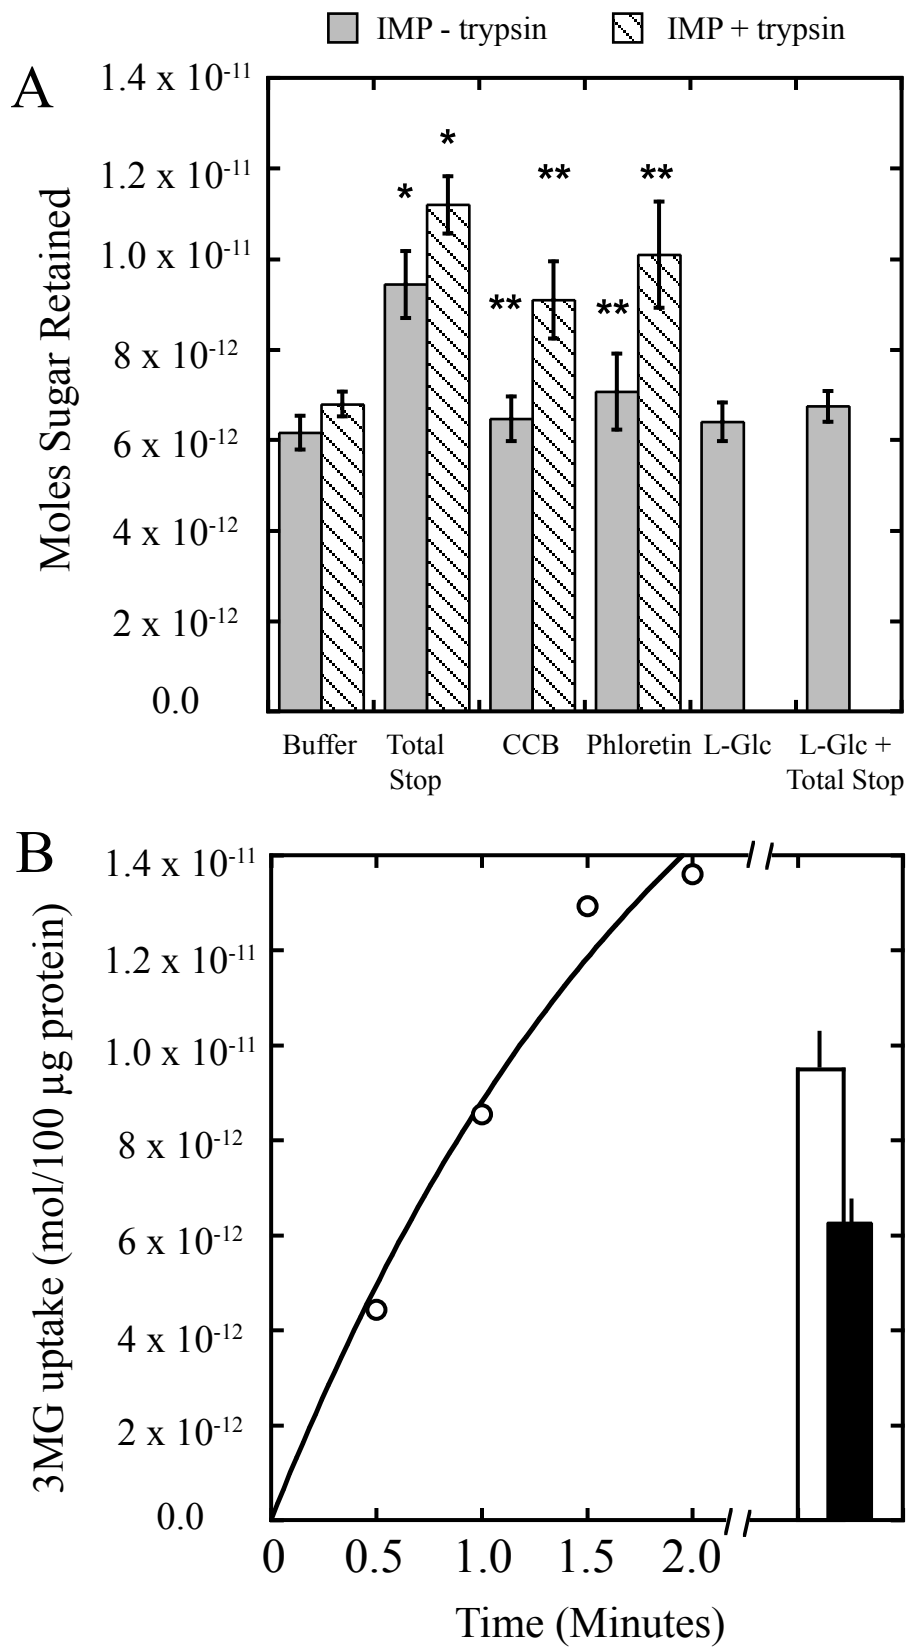 IMP - trypsin IMP + trypsin
A
1.4 x 10⁻¹¹
1.2 x 10⁻¹¹
1.0 x 10⁻¹¹
8 x 10⁻¹²
6 x 10⁻¹²
4 x 10⁻¹²
2 x 10⁻¹²
0.0
Moles Sugar Retained
* *
** **
** **
Buffer Total Stop CCB Phloretin L-Glc L-Glc + Total Stop
B
1.4 x 10⁻¹¹
1.2 x 10⁻¹¹
1.0 x 10⁻¹¹
8 x 10⁻¹²
6 x 10⁻¹²
4 x 10⁻¹²
2 x 10⁻¹²
0.0
3MG uptake (mol/100 µg protein)
0 0.5 1.0 1.5 2.0
Time (Minutes)